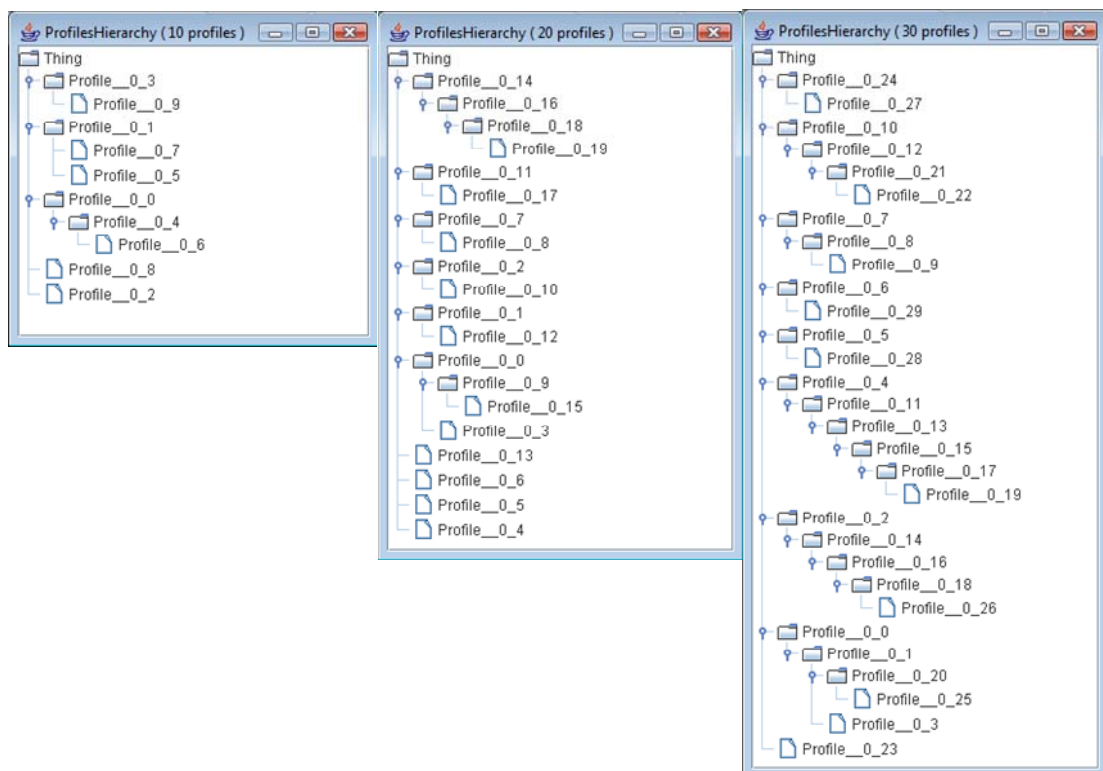 ProfilesHierarchy ( 10 profiles )
Thing
Profile__0_3
Profile__0_9
Profile__0_1
Profile__0_7
Profile__0_5
Profile__0_0
Profile__0_4
Profile__0_6
Profile__0_8
Profile__0_2
ProfilesHierarchy ( 20 profiles )
Thing
Profile__0_14
Profile__0_16
Profile__0_18
Profile__0_19
Profile__0_11
Profile__0_17
Profile__0_7
Profile__0_8
Profile__0_2
Profile__0_10
Profile__0_1
Profile__0_12
Profile__0_0
Profile__0_9
Profile__0_15
Profile__0_3
Profile__0_13
Profile__0_6
Profile__0_5
Profile__0_4
ProfilesHierarchy ( 30 profiles )
Thing
Profile__0_24
Profile__0_27
Profile__0_10
Profile__0_12
Profile__0_21
Profile__0_22
Profile__0_7
Profile__0_8
Profile__0_9
Profile__0_6
Profile__0_29
Profile__0_5
Profile__0_28
Profile__0_4
Profile__0_11
Profile__0_13
Profile__0_15
Profile__0_17
Profile__0_19
Profile__0_2
Profile__0_14
Profile__0_16
Profile__0_18
Profile__0_26
Profile__0_0
Profile__0_1
Profile__0_20
Profile__0_25
Profile__0_3
Profile__0_23